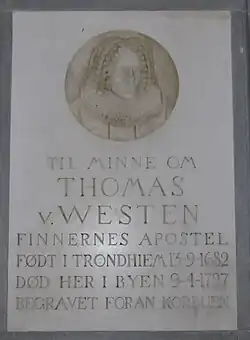 TIL MINNE OM
THOMAS
v. WESTEN
FINNERNES APOSTEL
FØDT I TRONDHIEM 13-9-1682
DØD HER I BYEN 9-4-1727
BEGRAVET FORAN KORBUEN